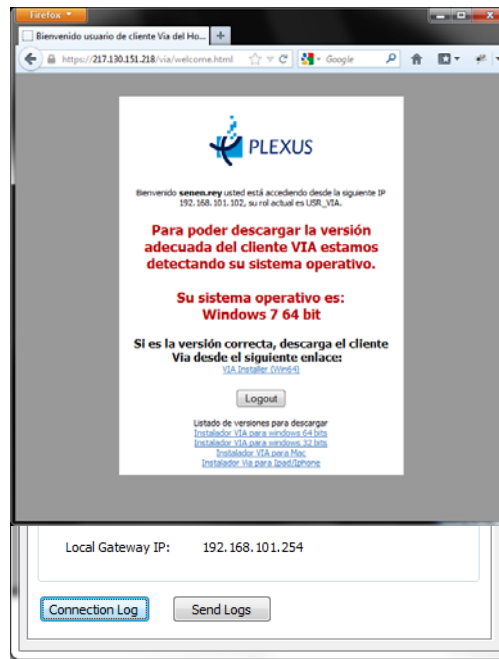 Firefox
Bienvenido usuario de cliente Via del Ho...
https://217.130.151.218/via/welcome.html
Google
PLEXUS
Bienvenido senen.rey usted está accediendo desde la siguiente IP
192.168.101.102, su rol actual es USR_VIA.
Para poder descargar la versión
adecuada del cliente VIA estamos
detectando su sistema operativo.
Su sistema operativo es:
Windows 7 64 bit
Si es la versión correcta, descarga el cliente
Via desde el siguiente enlace:
VIA Installer (Win64)
Logout
Listado de versiones para descargar
Instalador VIA para windows 64 bits
Instalador VIA para windows 32 bits
Instalador VIA para Mac
Instalador Via para Ipad/Iphone
Local Gateway IP: 192.168.101.254
Connection Log Send Logs